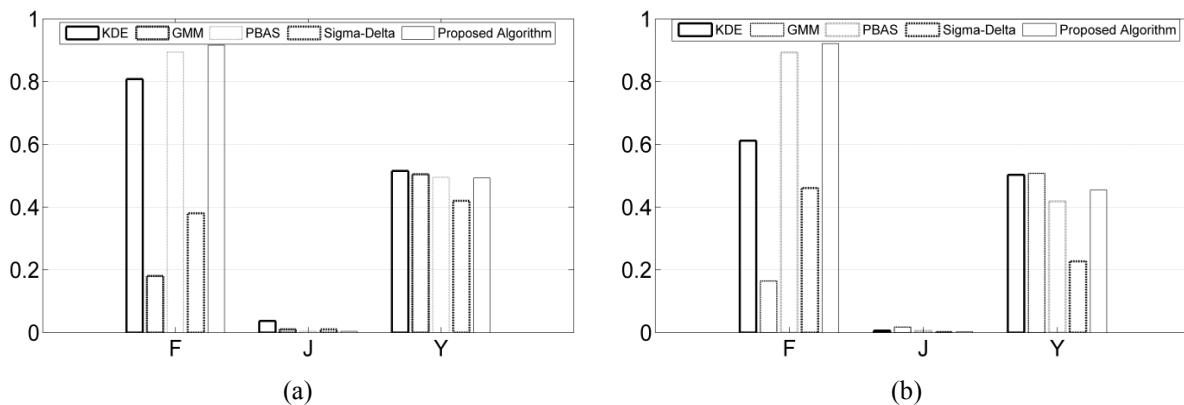 1
KDE GMM PBAS Sigma-Delta Proposed Algorithm
0.8
0.6
0.4
0.2
0
F J Y
(a)
1
KDE GMM PBAS Sigma-Delta Proposed Algorithm
0.8
0.6
0.4
0.2
0
F J Y
(b)